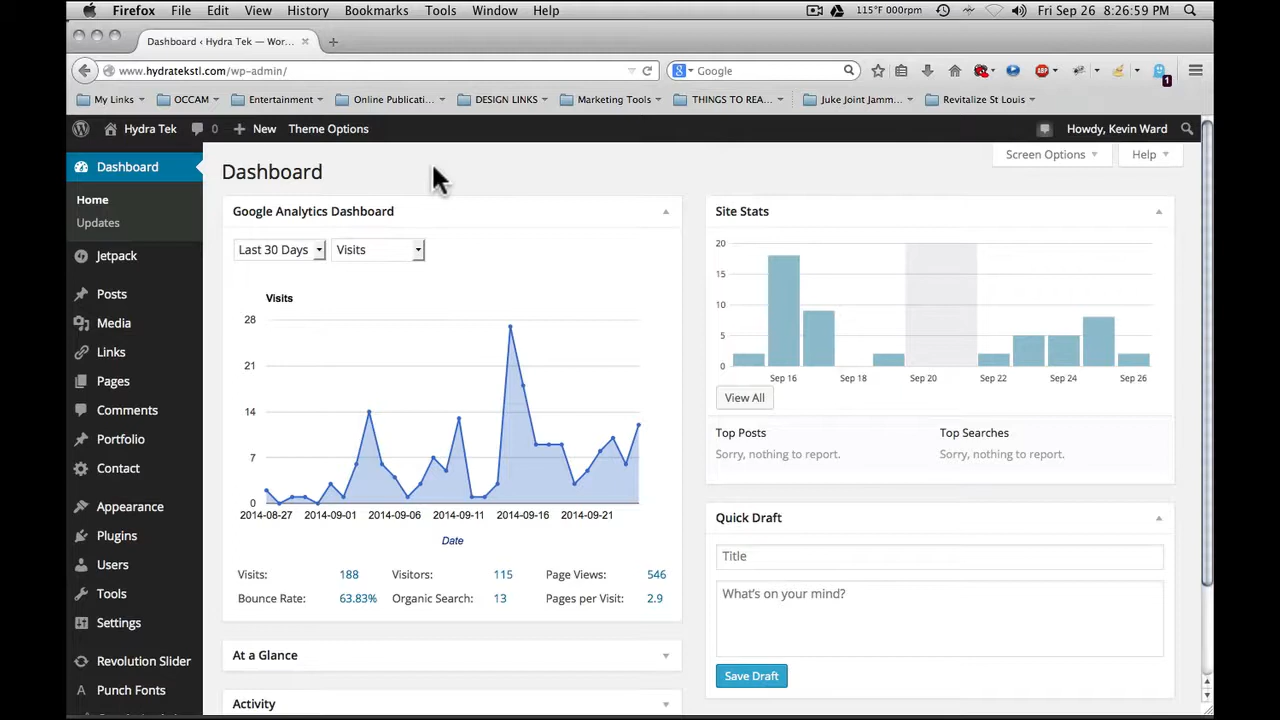 Firefox File Edit View History Bookmarks Tools Window Help 115°F 000rpm Fri Sep 26 8:26:59 PM
Dashboard ‹ Hydra Tek — Wor...
www.hydratekstl.com/wp-admin/ Google
My Links OCCAM Entertainment Online Publicati... DESIGN LINKS Marketing Tools THINGS TO REA... Juke Joint Jamm... Revitalize St Louis
1
Hydra Tek 0 New Theme Options Howdy, Kevin Ward
Dashboard
Home
Updates
Jetpack
Posts
Media
Links
Pages
Comments
Portfolio
Contact
Appearance
Plugins
Users
Tools
Settings
Revolution Slider
Punch Fonts
Screen Options Help
Dashboard
Google Analytics Dashboard
Last 30 Days Visits
Visits
28
21
14
7
0
2014-08-27 2014-09-01 2014-09-06 2014-09-11 2014-09-16 2014-09-21
Date
Visits: 188 Visitors: 115 Page Views: 546
Bounce Rate: 63.83% Organic Search: 13 Pages per Visit: 2.9
At a Glance
Activity
Site Stats
20
15
10
5
0
Sep 16 Sep 18 Sep 20 Sep 22 Sep 24 Sep 26
View All
Top Posts Top Searches
Sorry, nothing to report. Sorry, nothing to report.
Quick Draft
Title
What's on your mind?
Save Draft